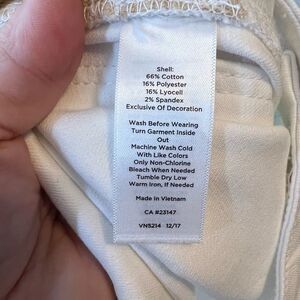 Shell:
66% Cotton
16% Polyester
16% Lyocell
2% Spandex
Exclusive Of Decoration
Wash Before Wearing
Turn Garment Inside
Out
Machine Wash Cold
With Like Colors
Only Non-Chlorine
Bleach When Needed
Tumble Dry Low
Warm Iron, If Needed
Made In Vietnam
CA #23147
VNS214 12/17